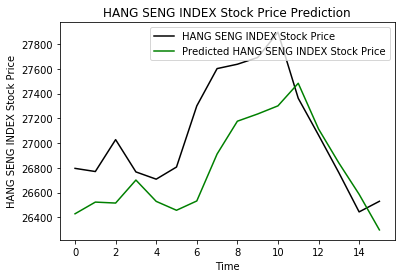 HANG SENG INDEX Stock Price Prediction
HANG SENG INDEX Stock Price
Predicted HANG SENG INDEX Stock Price
HANG SENG INDEX Stock Price
27800
27600
27400
27200
27000
26800
26600
26400
0 2 4 6 8 10 12 14
Time